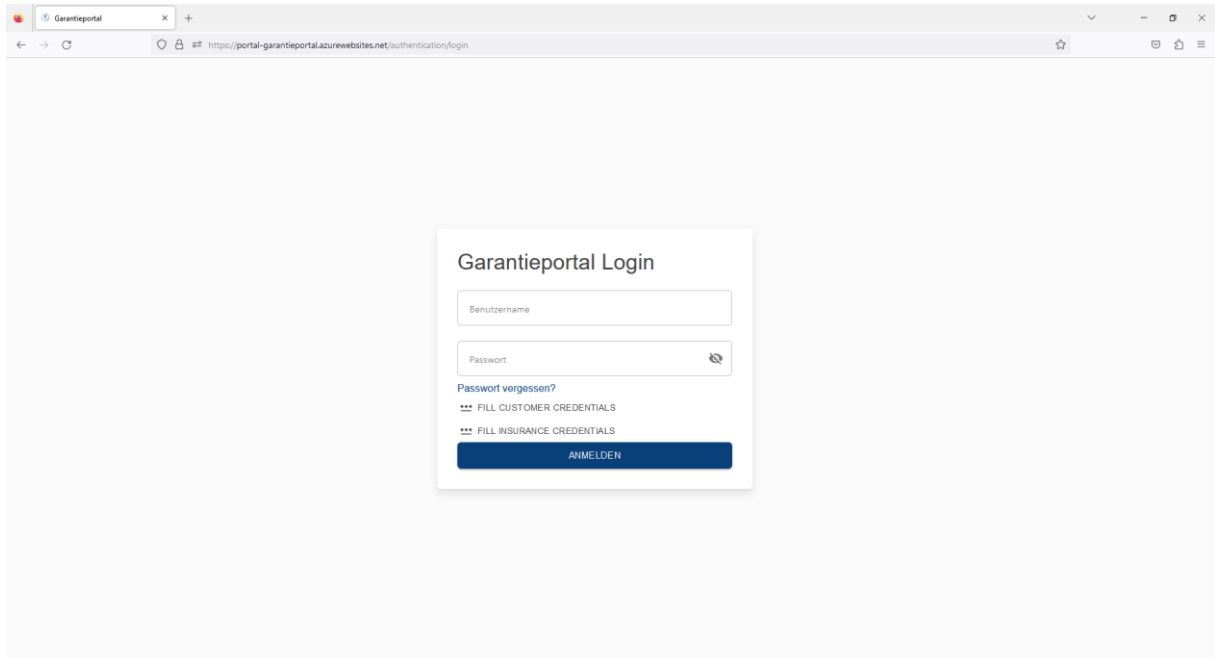 Garantieportal
https://portal-garantieportal.azurewebsites.net/authentication/login
Garantieportal Login
Benutzername
Passwort
Passwort vergessen?
FILL CUSTOMER CREDENTIALS
FILL INSURANCE CREDENTIALS
ANMELDEN